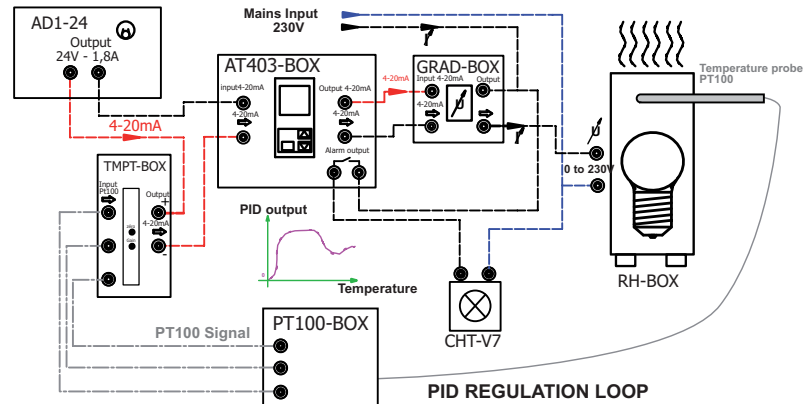 Mains Input
230V
AD1-24
Output
24V - 1,8A
AT403-BOX
GRAD-BOX
Temperature probe
PT100
input4-20mA
4-20mA
Output 4-20mA
4-20mA
4-20mA
Input 4-20mA
Output
4-20mA
4-20mA
Alarm output
TMPT-BOX
Input
Pt100
Output
+
4-20mA
-
U
U
0 to 230V
PID output
0
Temperature
RH-BOX
CHT-V7
PT100 Signal
PT100-BOX
PID REGULATION LOOP